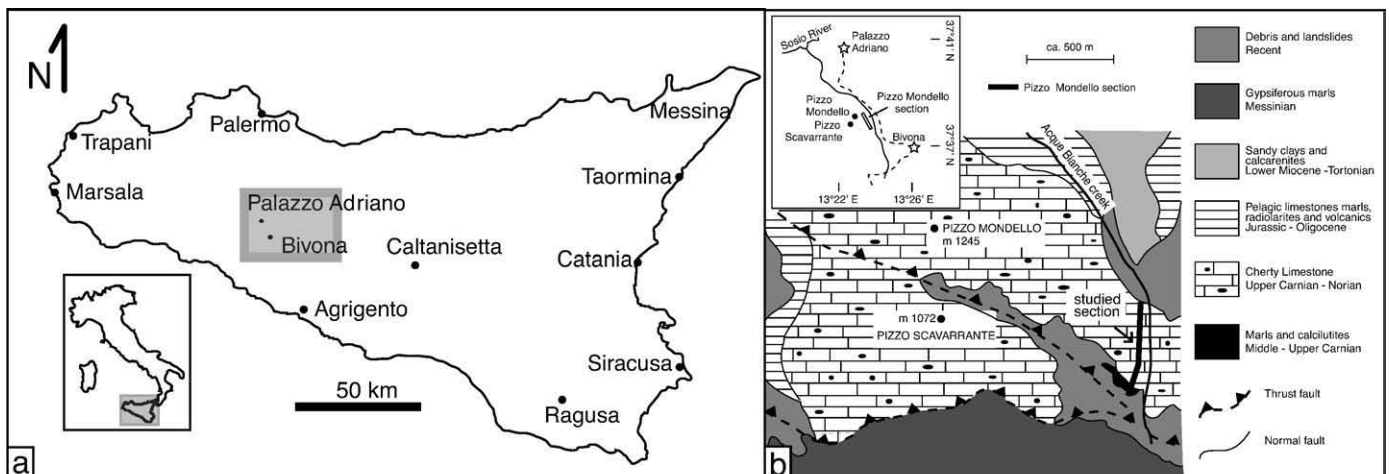 N
Trapani
Palermo
Messina
Marsala
Taormina
Palazzo Adriano
Bivona
Caltanisetta
Catania
Agrigento
Siracusa
50 km
Ragusa
a
Sosio River
Palazzo
Adriano
37°41' N
Pizzo
Mondello
Pizzo
Scavarrante
Pizzo Mondello
section
Bivona
37°37' N
13°22' E
13°26' E
ca. 500 m
Pizzo Mondello section
Acque Bianche creek
PIZZO MONDELLO
m 1245
m 1072
PIZZO SCAVARRANTE
studied
section
b
Debris and landslides
Recent
Gypsiferous marls
Messinian
Sandy clays and
calcarenites
Lower Miocene -Tortonian
Pelagic limestones marls,
radiolarites and volcanics
Jurassic - Oligocene
Cherty Limestone
Upper Carnian - Norian
Marls and calcilutites
Middle - Upper Carnian
Thrust fault
Normal fault